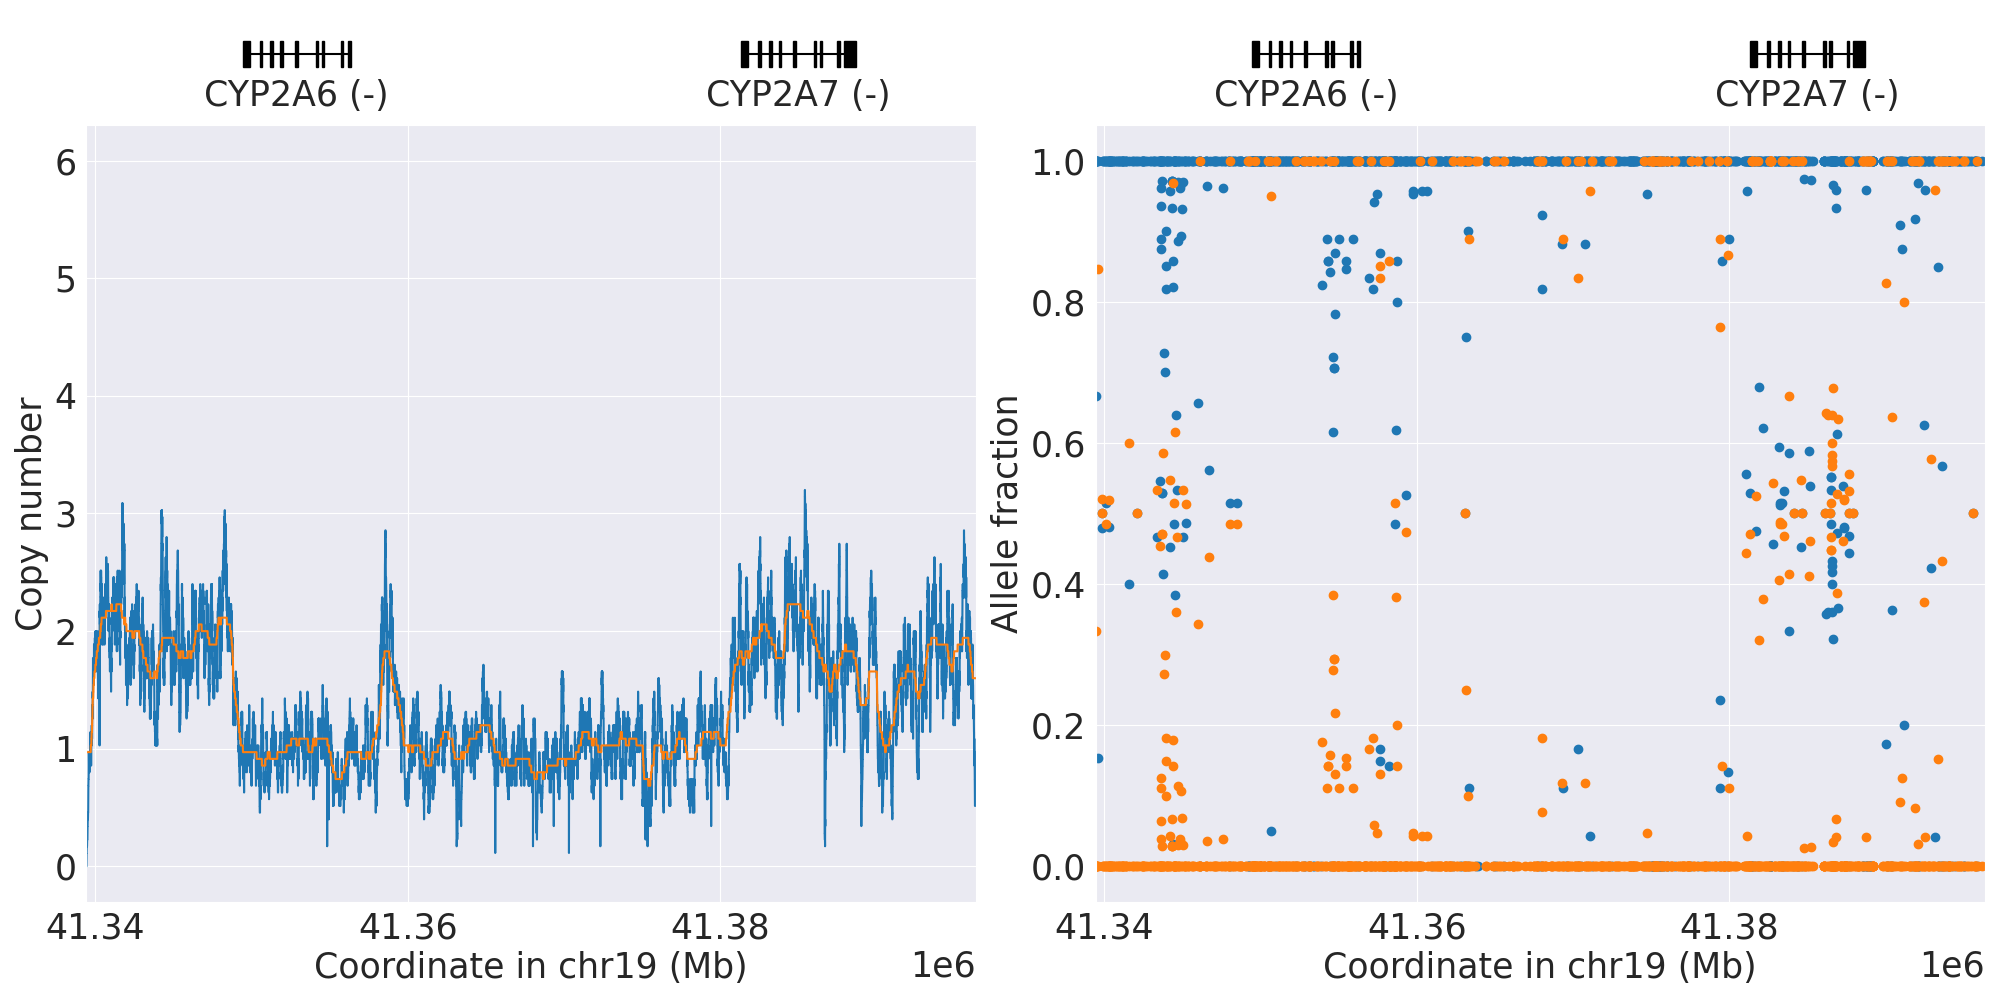 CYP2A6 (-)
CYP2A7 (-)
6
5
4
3
2
1
0
Copy number
41.34
41.36
41.38
Coordinate in chr19 (Mb)
1e6
CYP2A6 (-)
CYP2A7 (-)
1.0
0.8
0.6
0.4
0.2
0.0
Allele fraction
41.34
41.36
41.38
Coordinate in chr19 (Mb)
1e6